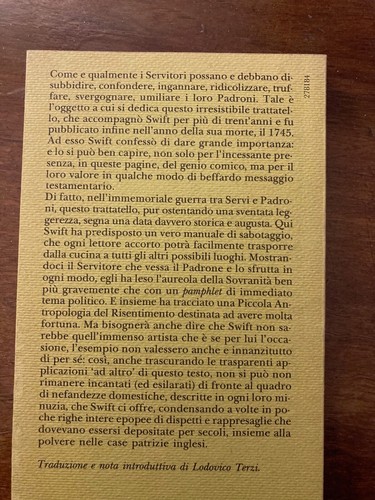 Come e qualmente i Servitori possano e debbano di-
subbidire, confondere, ingannare, ridicolizzare, truf-
fare, svergognare, umiliare i loro Padroni. Tale è
l'oggetto a cui si dedica questo irresistibile trattatel-
lo, che accompagnò Swift per più di trent'anni e fu
pubblicato infine nell'anno della sua morte, il 1745.
Ad esso Swift confessò di dare grande importanza:
e lo si può ben capire, non solo per l'incessante pre-
senza, in queste pagine, del genio comico, ma per il
loro valore in qualche modo di beffardo messaggio
testamentario.
Di fatto, nell'immemoriale guerra tra Servi e Padro-
ni, questo trattatello, pur ostentando una sventata leg-
gerezza, segna una data davvero storica e augusta. Qui
Swift ha predisposto un vero manuale di sabotaggio,
che ogni lettore accorto potrà facilmente trasporre
dalla cucina a tutti gli altri possibili luoghi. Mostran-
doci il Servitore che vessa il Padrone e lo sfrutta in
ogni modo, egli ha leso l'aureola della Sovranità ben
più gravemente che con un pamphlet di immediato
tema politico. E insieme ha tracciato una Piccola An-
tropologia del Risentimento destinata ad avere molta
fortuna. Ma bisognerà anche dire che Swift non sa-
rebbe quell'immenso artista che è se per lui l'occa-
sione, l'esempio non valessero anche e innanzitutto
di per sé: così, anche trascurando le trasparenti ap-
plicazioni 'ad altro' di questo testo, non si può non
rimanere incantati (ed esilarati) di fronte al quadro
di nefandezze domestiche, descritte in ogni loro mi-
nuzia, che Swift ci offre, condensando a volte in po-
che righe intere epopee di dispetti e rappresaglie che
dovevano essersi depositate per secoli, insieme alla
polvere nelle case patrizie inglesi.
Traduzione e nota introduttiva di Lodovico Terzi.